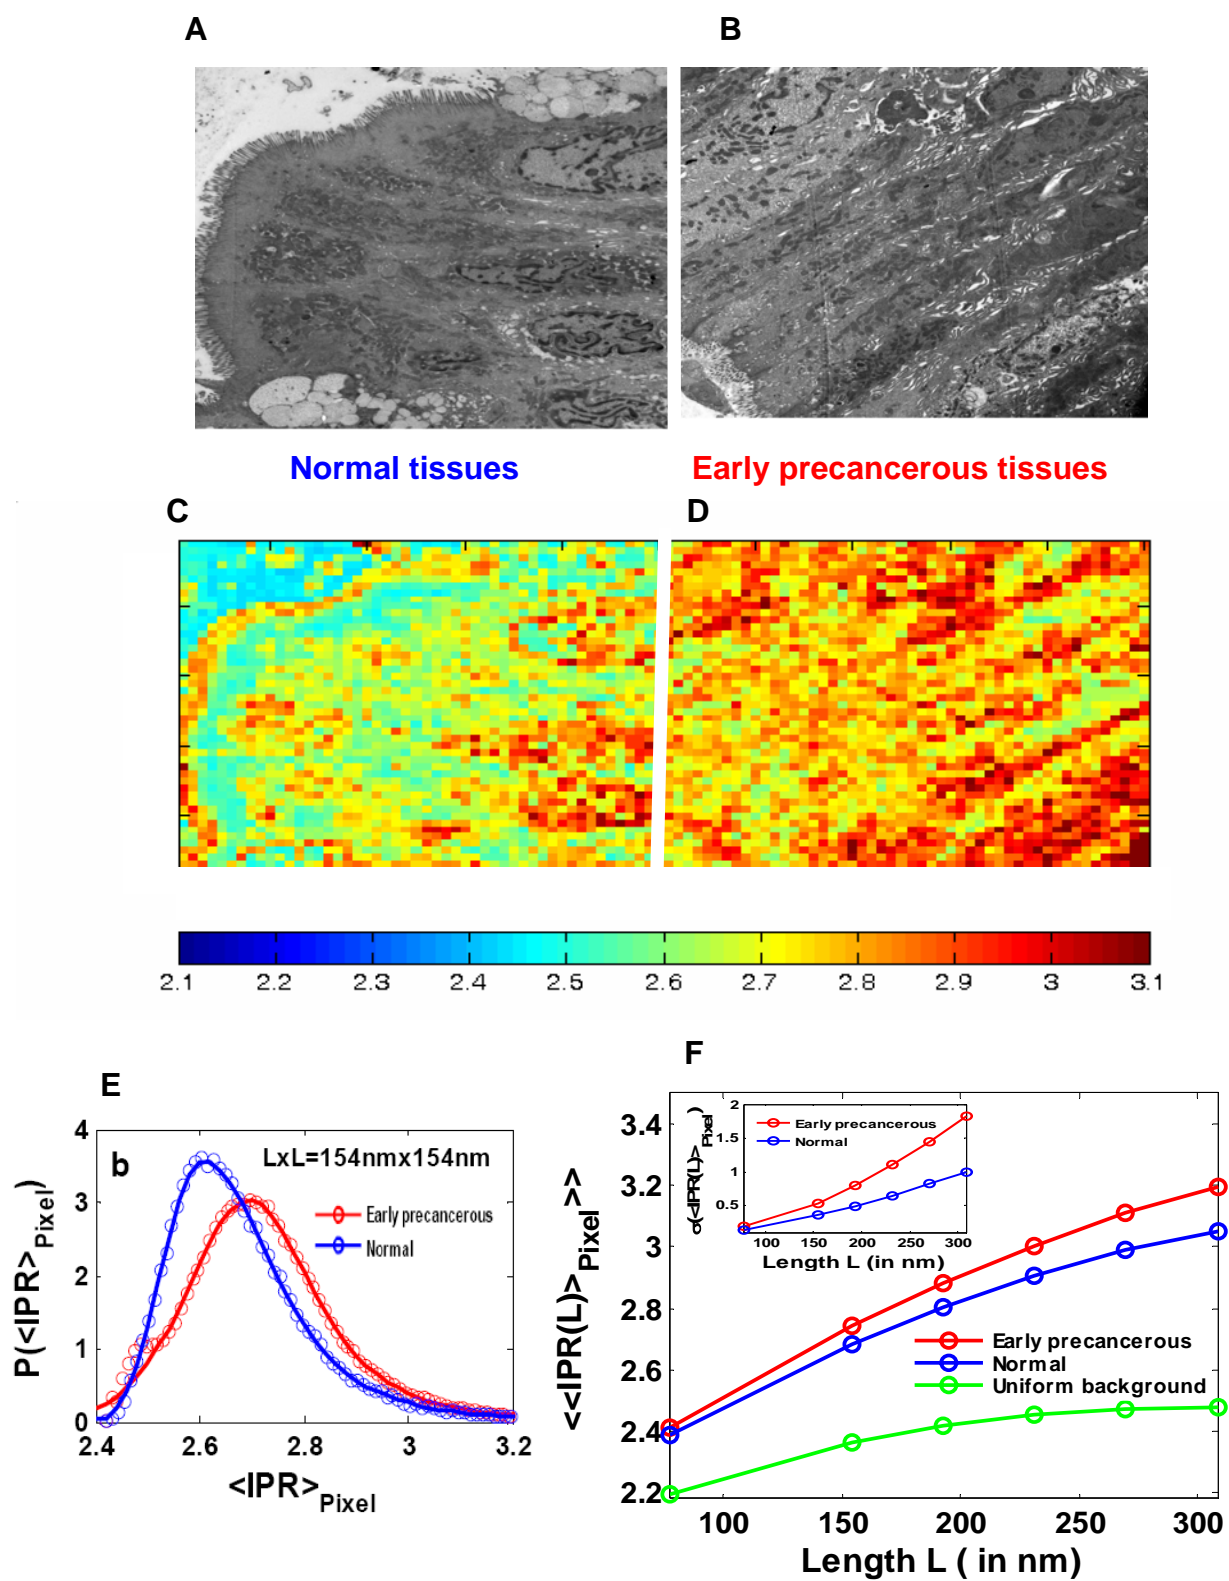 A
B
Normal tissues
Early precancerous tissues
C
D
2.1 2.2 2.3 2.4 2.5 2.6 2.7 2.8 2.9 3 3.1
E
b
LxL=154nmx154nm
Early precancerous
Normal
P(<IPR>Pixel)
4
3
2
1
0
2.4 2.6 2.8 3 3.2
<IPR>Pixel
F
<<IPR(L)>Pixel>>
3.4
3.2
3
2.8
2.6
2.4
2.2
σ(<IPR(L)>Pixel)
2
1.5
1
0.5
Early precancerous
Normal
100 150 200 250 300
Length L (in nm)
Early precancerous
Normal
Uniform background
100 150 200 250 300
Length L ( in nm)